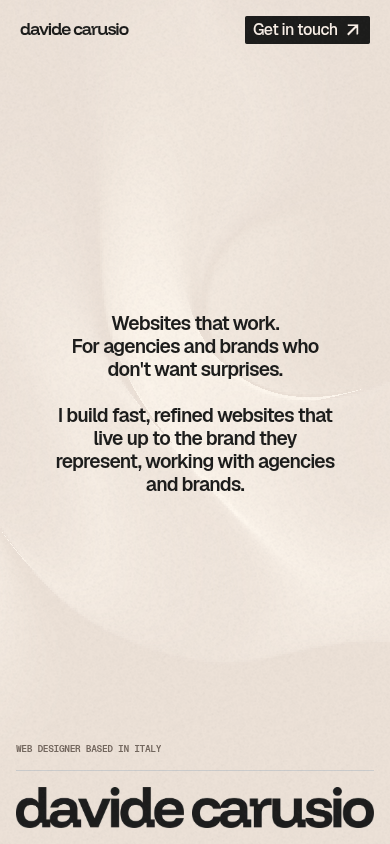 davide carusio
Get in touch
Websites that work.
For agencies and brands who
don't want surprises.
I build fast, refined websites that
live up to the brand they
represent, working with agencies
and brands.
WEB DESIGNER BASED IN ITALY
davide carusio